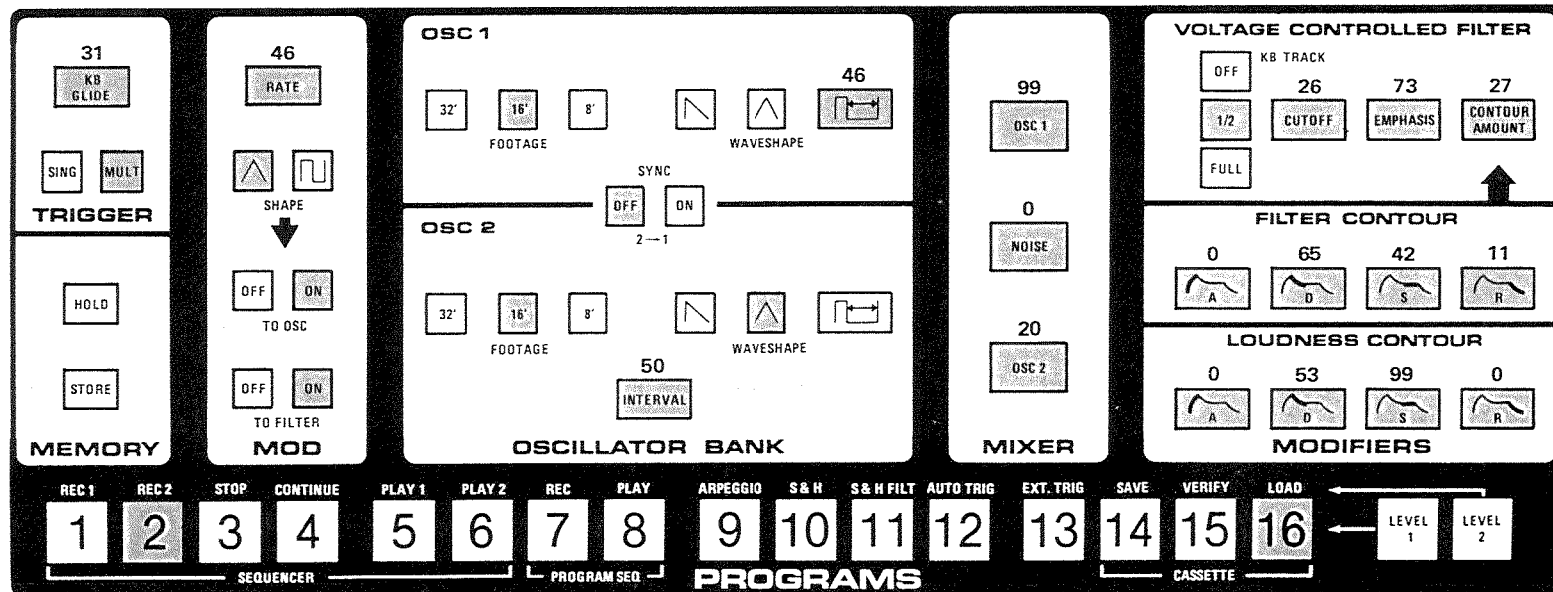 31
KB
GLIDE
SING MULT
TRIGGER
HOLD
STORE
MEMORY
46
RATE
SHAPE
OFF ON
TO OSC
OFF ON
TO FILTER
MOD
OSC 1
46
32' 16' 8'
FOOTAGE WAVESHAPE
SYNC
OFF ON
2→1
OSC 2
32' 16' 8'
FOOTAGE WAVESHAPE
50
INTERVAL
OSCILLATOR BANK
99
OSC 1
0
NOISE
20
OSC 2
MIXER
VOLTAGE CONTROLLED FILTER
KB TRACK
OFF
1/2
FULL
26 73 27
CUTOFF EMPHASIS CONTOUR AMOUNT
FILTER CONTOUR
0 65 42 11
A D S R
LOUDNESS CONTOUR
0 53 99 0
A D S R
MODIFIERS
REC 1 REC 2 STOP CONTINUE PLAY 1 PLAY 2 REC PLAY ARPEGGIO S & H S & H FILT AUTO TRIG EXT. TRIG SAVE VERIFY LOAD
1 2 3 4 5 6 7 8 9 10 11 12 13 14 15 16
LEVEL 1 LEVEL 2
SEQUENCER PROGRAM SEQ. PROGRAMS CASSETTE